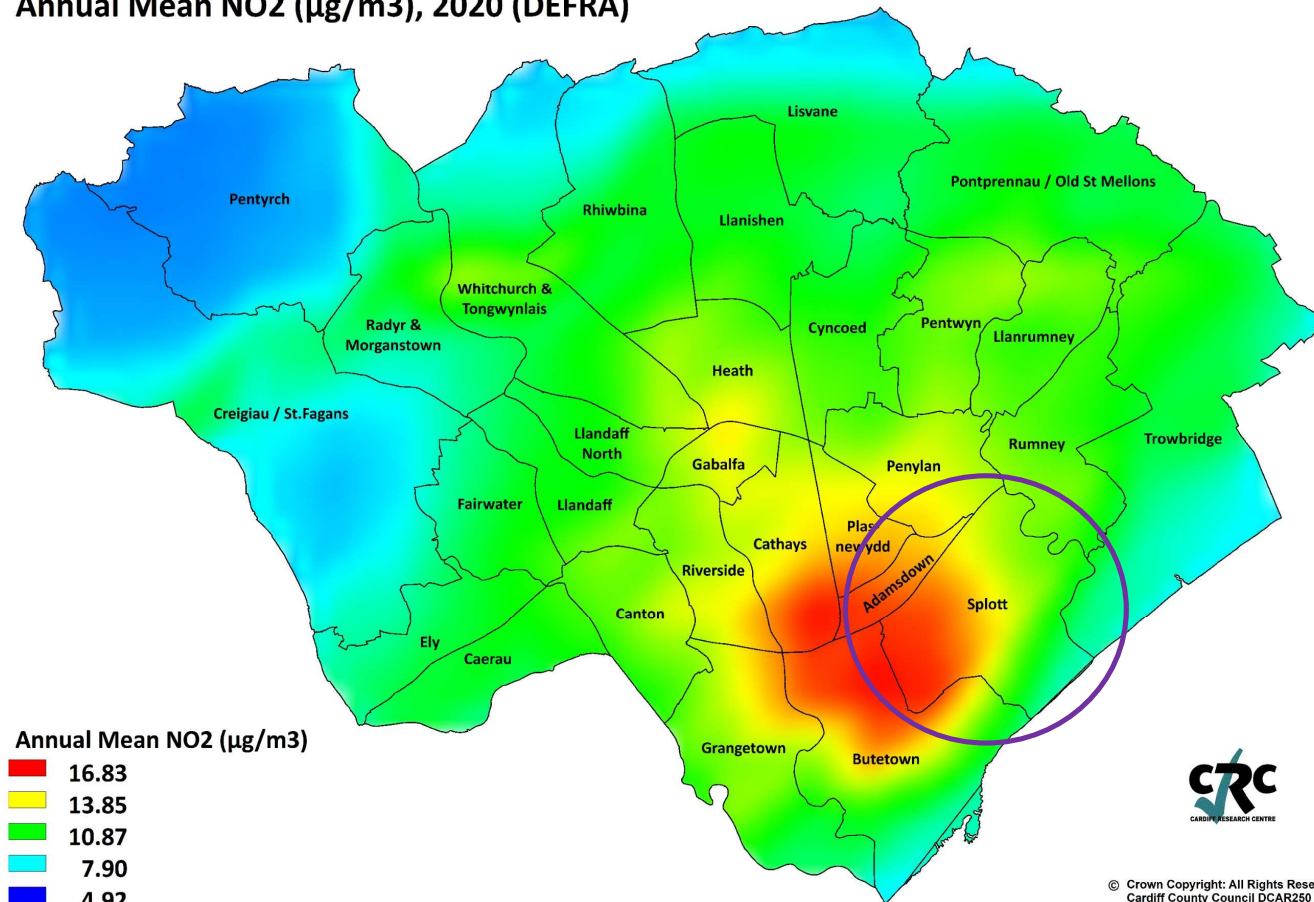 Annual Mean NO2 (µg/m3), 2020 (DEFRA)
Lisvane
Pontprennau / Old St Mellons
Pentyrch
Rhiwbina
Llanishen
Whitchurch &
Tongwynlais
Radyr &
Morganstown
Cyncoed
Pentwyn
Llanrumney
Heath
Creigiau / St.Fagans
Llandaff
North
Gabalfa
Penylan
Rumney
Trowbridge
Fairwater
Llandaff
Cathays
Plas
newydd
Riverside
Adamsdown
Splott
Canton
Ely
Caerau
Grangetown
Butetown
Annual Mean NO2 (µg/m3)
16.83
13.85
10.87
7.90
4.92
CRC
CARDIFF RESEARCH CENTRE
© Crown Copyright: All Rights Rese
Cardiff County Council DCAR250